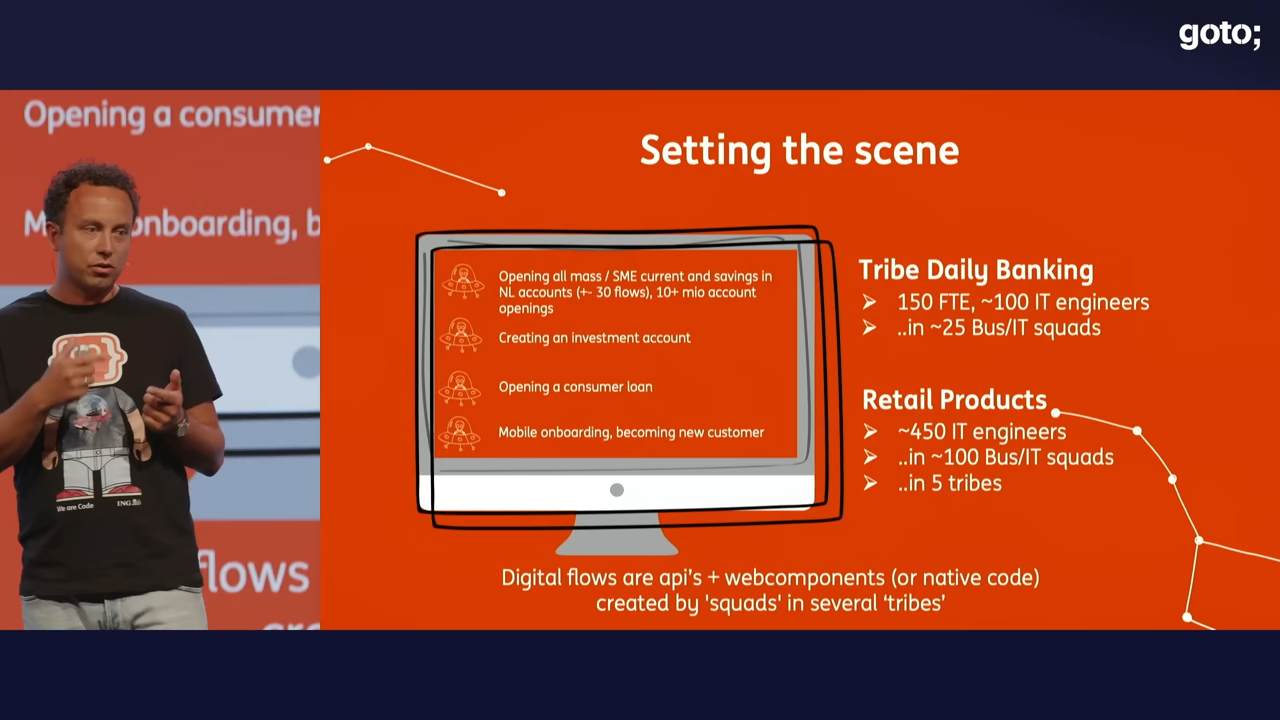 goto;
Opening a consumer
onboarding, b
flows
We are Code ING
Setting the scene
Opening all mass / SME current and savings in
NL accounts (+- 30 flows), 10+ mio account
openings
Creating an investment account
Opening a consumer loan
Mobile onboarding, becoming new customer
Tribe Daily Banking
➢ 150 FTE, ~100 IT engineers
➢ ..in ~25 Bus/IT squads
Retail Products
➢ ~450 IT engineers
➢ ..in ~100 Bus/IT squads
➢ ..in 5 tribes
Digital flows are api's + webcomponents (or native code)
created by 'squads' in several ‘tribes’